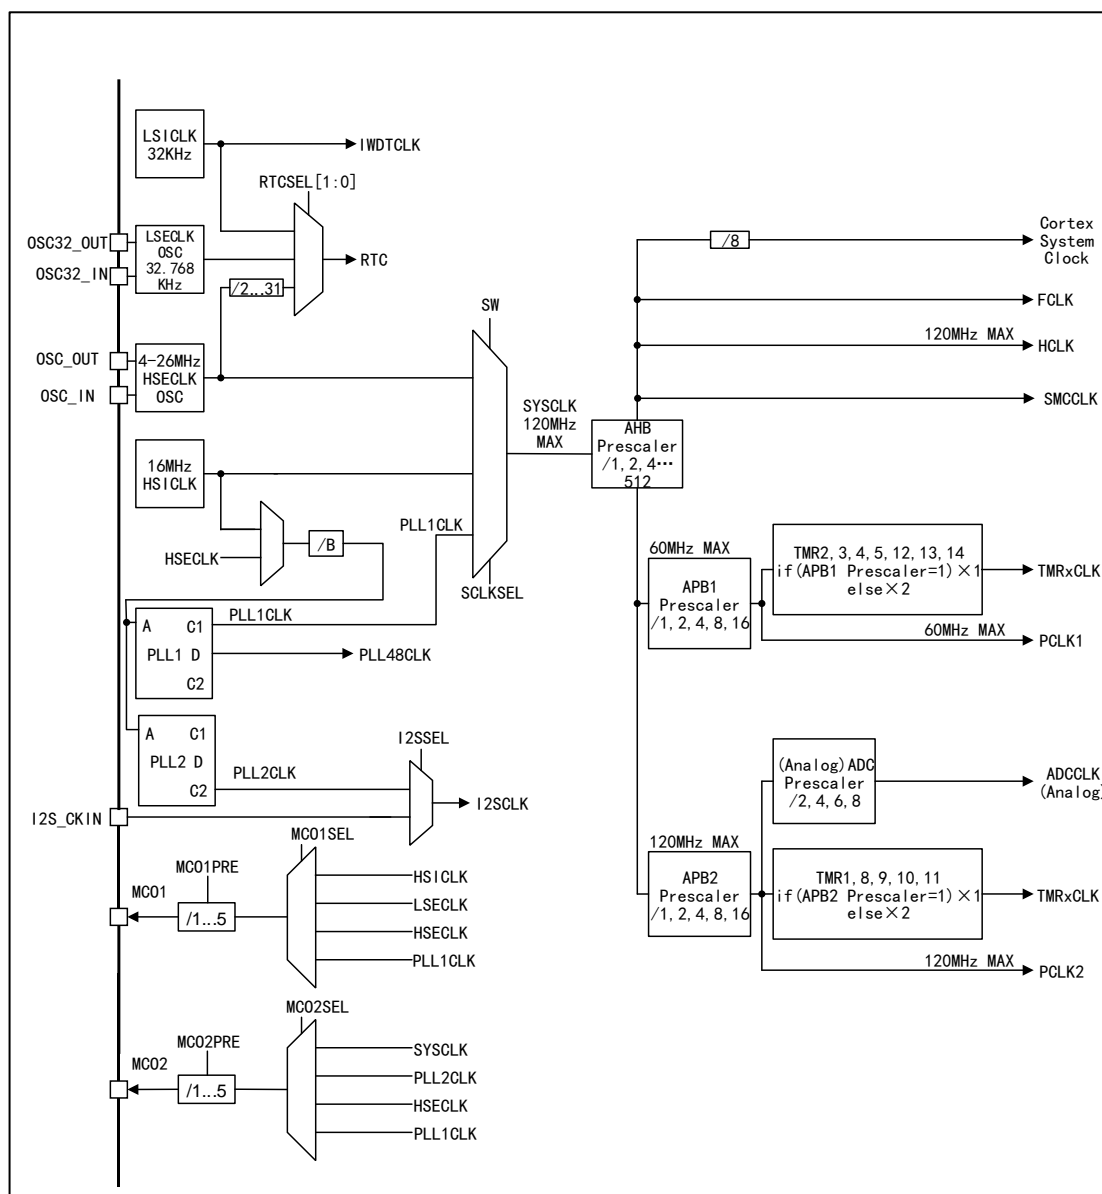 LSICLK
32KHz
IWDTCLK
RTCSEL[1:0]
OSC32_OUT
OSC32_IN
LSECLK
OSC
32.768
KHz
RTC
/2...31
OSC_OUT
OSC_IN
4-26MHz
HSECLK
OSC
SW
16MHz
HSICLK
HSECLK
/B
PLL1CLK
SCLKSEL
SYSCLK
120MHz
MAX
AHB
Prescaler
/1,2,4…
512
/8
Cortex
System
Clock
FCLK
120MHz MAX
HCLK
SMCCLK
60MHz MAX
APB1
Prescaler
/1,2,4,8,16
TMR2,3,4,5,12,13,14
if(APB1 Prescaler=1)×1
else×2
TMRxCLK
60MHz MAX
PCLK1
A
C1
PLL1 D
C2
PLL1CLK
PLL48CLK
A
C1
PLL2 D
C2
PLL2CLK
I2SSEL
I2SCLK
I2S_CKIN
(Analog)ADC
Prescaler
/2,4,6,8
ADCCLK
(Analog)
120MHz MAX
APB2
Prescaler
/1,2,4,8,16
TMR1,8,9,10,11
if(APB2 Prescaler=1)×1
else×2
TMRxCLK
120MHz MAX
PCLK2
MCO1SEL
MCO1PRE
MCO1
/1...5
HSICLK
LSECLK
HSECLK
PLL1CLK
MCO2SEL
MCO2PRE
MCO2
/1...5
SYSCLK
PLL2CLK
HSECLK
PLL1CLK